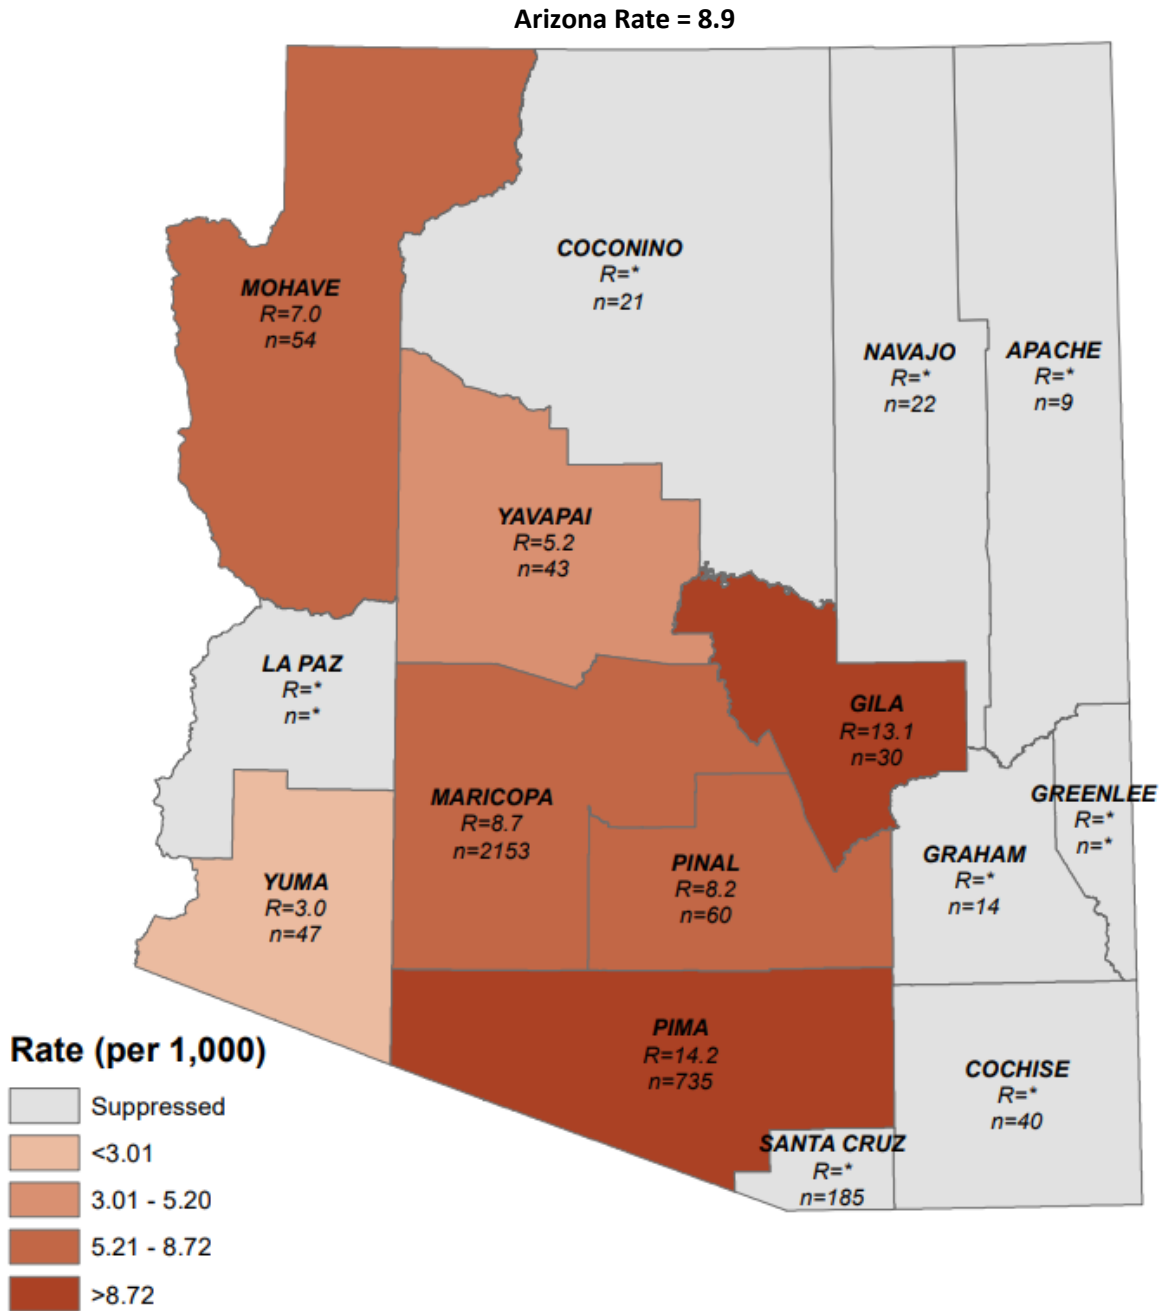 Arizona Rate = 8.9
COCONINO
R=*
n=21
MOHAVE
R=7.0
n=54
NAVAJO
R=*
n=22
APACHE
R=*
n=9
YAVAPAI
R=5.2
n=43
LA PAZ
R=*
n=*
GILA
R=13.1
n=30
MARICOPA
R=8.7
n=2153
GREENLEE
R=*
n=*
PINAL
R=8.2
n=60
GRAHAM
R=*
n=14
YUMA
R=3.0
n=47
PIMA
R=14.2
n=735
COCHISE
R=*
n=40
SANTA CRUZ
R=*
n=185
Rate (per 1,000)
Suppressed
<3.01
3.01 - 5.20
5.21 - 8.72
>8.72